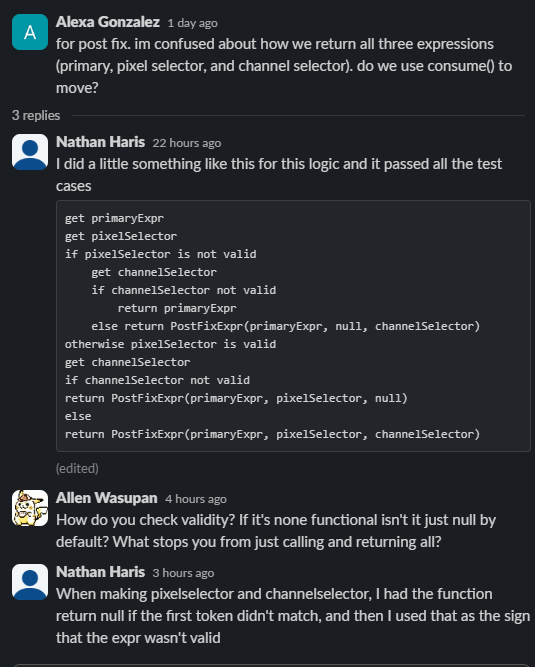 A
Alexa Gonzalez 1 day ago
for post fix. im confused about how we return all three expressions
(primary, pixel selector, and channel selector). do we use consume() to
move?
3 replies
Nathan Haris 22 hours ago
I did a little something like this for this logic and it passed all the test
cases
get primaryExpr
get pixelSelector
if pixelSelector is not valid
    get channelSelector
    if channelSelector not valid
        return primaryExpr
    else return PostFixExpr(primaryExpr, null, channelSelector)
otherwise pixelSelector is valid
get channelSelector
if channelSelector not valid
return PostFixExpr(primaryExpr, pixelSelector, null)
else
return PostFixExpr(primaryExpr, pixelSelector, channelSelector)
(edited)
Allen Wasupan 4 hours ago
How do you check validity? If it's none functional isn't it just null by
default? What stops you from just calling and returning all?
Nathan Haris 3 hours ago
When making pixelselector and channelselector, I had the function
return null if the first token didn't match, and then I used that as the sign
that the expr wasn't valid